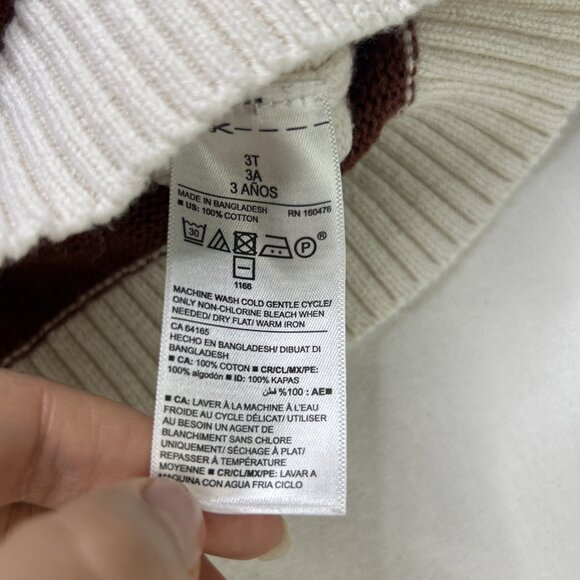 3T
3A
3 AÑOS
MADE IN BANGLADESH RN 160476
■ US: 100% COTTON
30 P ®
1166
MACHINE WASH COLD GENTLE CYCLE/
ONLY NON-CHLORINE BLEACH WHEN
NEEDED/ DRY FLAT/ WARM IRON
CA 64165
HECHO EN BANGLADESH/ DIBUAT DI
BANGLADESH
■ CA: 100% COTON ■ CR/CL/MX/PE:
100% algodón ■ ID: 100% KAPAS
■ AE: 100% قطن
■ CA: LAVER À LA MACHINE À L'EAU
FROIDE AU CYCLE DÉLICAT/ UTILISER
AU BESOIN UN AGENT DE
BLANCHIMENT SANS CHLORE
UNIQUEMENT/ SÉCHAGE À PLAT/
REPASSER À TEMPÉRATURE
MOYENNE ■ CR/CL/MX/PE: LAVAR A
MÁQUINA CON AGUA FRIA CICLO